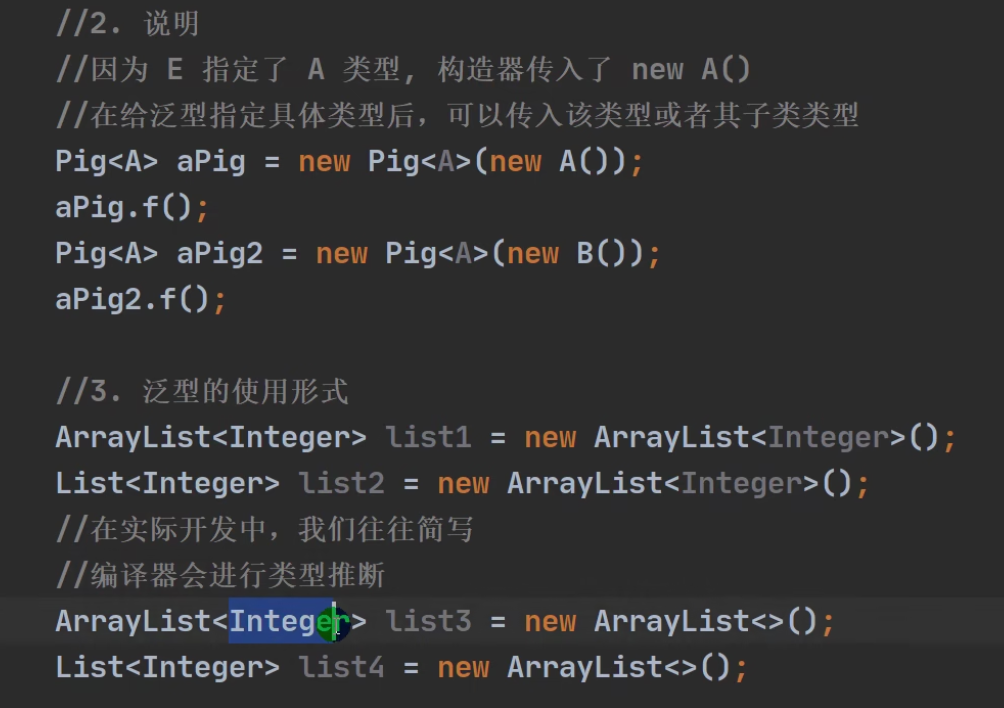 //2. 说明
//因为 E 指定了 A 类型, 构造器传入了 new A()
//在给泛型指定具体类型后，可以传入该类型或者其子类类型
Pig<A> aPig = new Pig<A>(new A());
aPig.f();
Pig<A> aPig2 = new Pig<A>(new B());
aPig2.f();
//3. 泛型的使用形式
ArrayList<Integer> list1 = new ArrayList<Integer>();
List<Integer> list2 = new ArrayList<Integer>();
//在实际开发中，我们往往简写
//编译器会进行类型推断
ArrayList<Integer> list3 = new ArrayList<>();
List<Integer> list4 = new ArrayList<>();